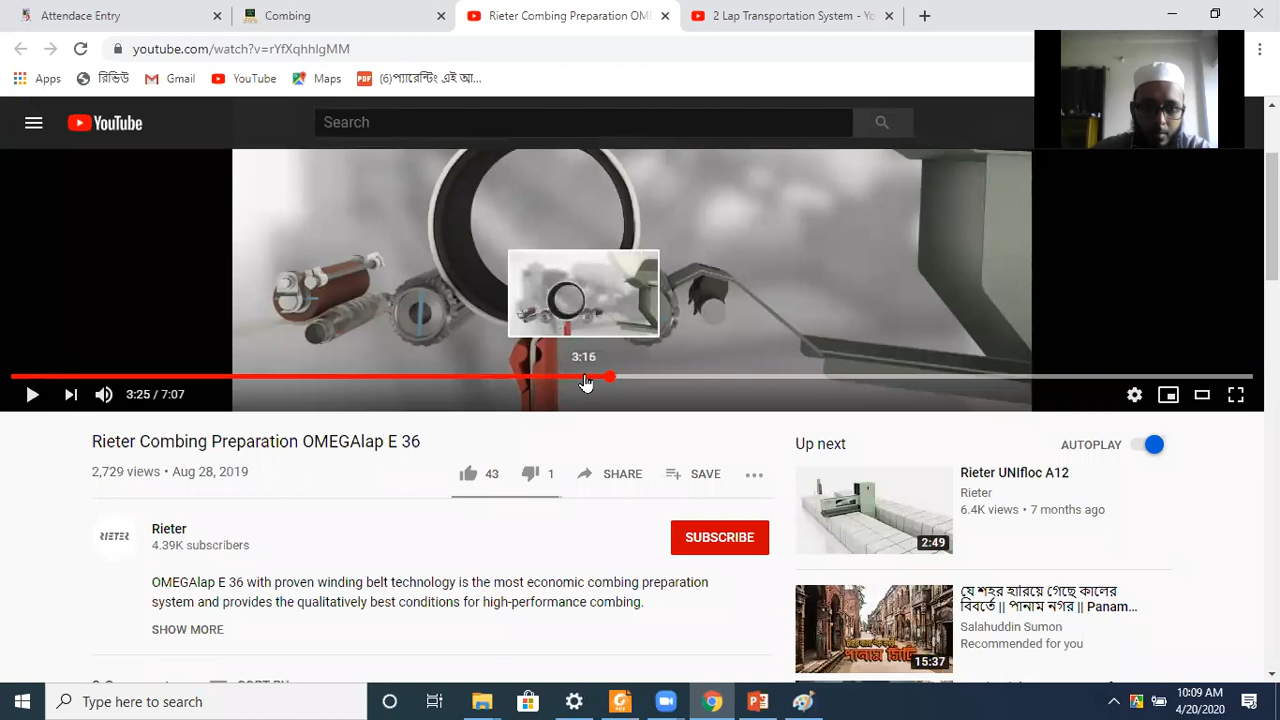 Attendace Entry
Combing
Rieter Combing Preparation OM
2 Lap Transportation System - Yo
youtube.com/watch?v=rYfXqhhlgMM
Apps
রিভিউ
Gmail
YouTube
Maps
(6)প্যারেন্টিং এই আ...
YouTube
Search
3:16
3:25 / 7:07
Rieter Combing Preparation OMEGAlap E 36
2,729 views • Aug 28, 2019
43
1
SHARE
SAVE
RIETER
Rieter
4.39K subscribers
SUBSCRIBE
OMEGAlap E 36 with proven winding belt technology is the most economic combing preparation
system and provides the qualitatively best conditions for high-performance combing.
SHOW MORE
Up next
AUTOPLAY
Rieter UNIfloc A12
Rieter
6.4K views • 7 months ago
2:49
যে শহর হারিয়ে গেছে কালের
বিবর্তে || পানাম নগর || Panam...
Salahuddin Sumon
Recommended for you
15:37
Type here to search
10:09 AM
4/20/2020